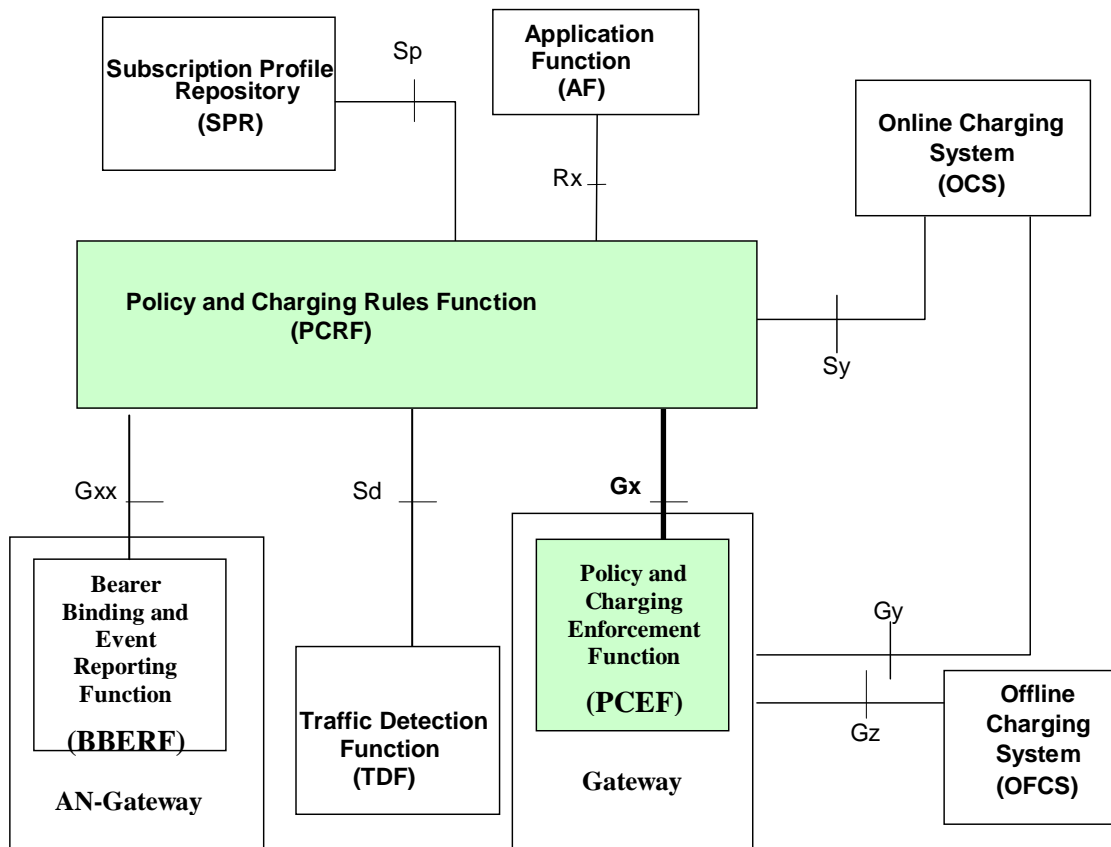 Subscription Profile
Repository
(SPR)
Sp
Application
Function
(AF)
Rx
Online Charging
System
(OCS)
Policy and Charging Rules Function
(PCRF)
Sy
Gxx
Sd
Gx
Bearer
Binding and
Event
Reporting
Function
(BBERF)
AN-Gateway
Traffic Detection
Function
(TDF)
Policy and
Charging
Enforcement
Function
(PCEF)
Gateway
Gy
Gz
Offline
Charging
System
(OFCS)